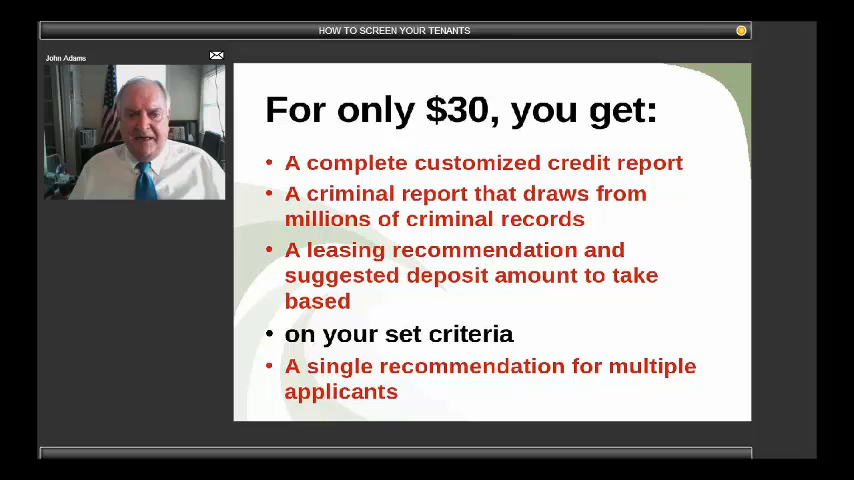 HOW TO SCREEN YOUR TENANTS
John Adams
For only $30, you get:
• A complete customized credit report
• A criminal report that draws from
millions of criminal records
• A leasing recommendation and
suggested deposit amount to take
based
• on your set criteria
• A single recommendation for multiple
applicants